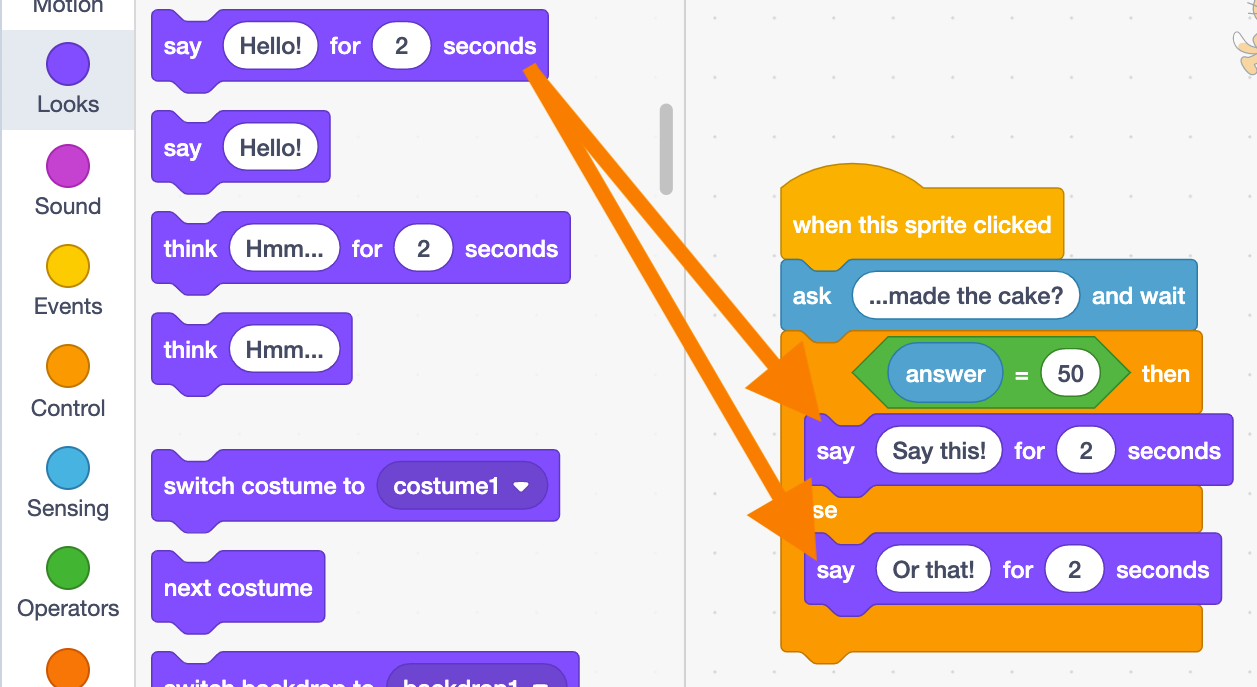 Motion
Looks
Sound
Events
Control
Sensing
Operators
say Hello! for 2 seconds
say Hello!
think Hmm... for 2 seconds
think Hmm...
switch costume to costume1
next costume
switch backdrop to backdrop1
when this sprite clicked
ask ...made the cake? and wait
answer = 50 then
say Say this! for 2 seconds
se
say Or that! for 2 seconds